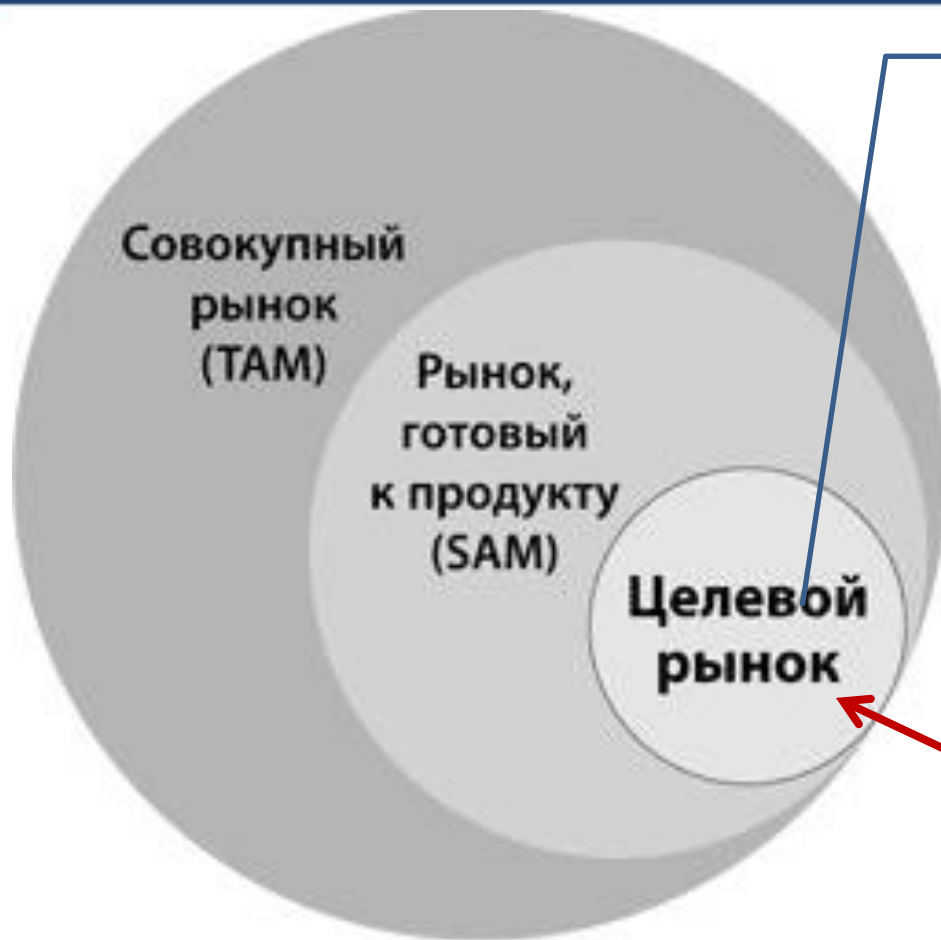 Совокупный
рынок
(TAM)
Рынок,
готовый
к продукту
(SAM)
Целевой
рынок